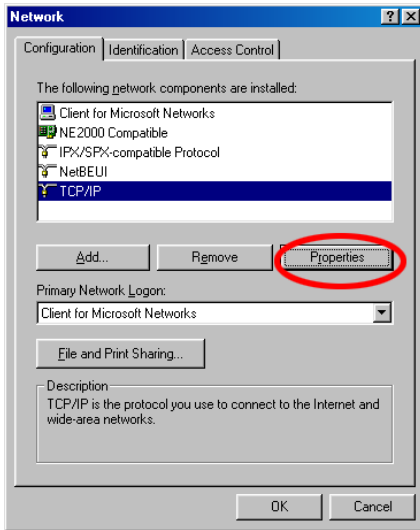 Network
Configuration Identification Access Control
The following network components are installed:
Client for Microsoft Networks
NE2000 Compatible
IPX/SPX-compatible Protocol
NetBEUI
TCP/IP
Add... Remove Properties
Primary Network Logon:
Client for Microsoft Networks
File and Print Sharing...
Description
TCP/IP is the protocol you use to connect to the Internet and
wide-area networks.
OK Cancel